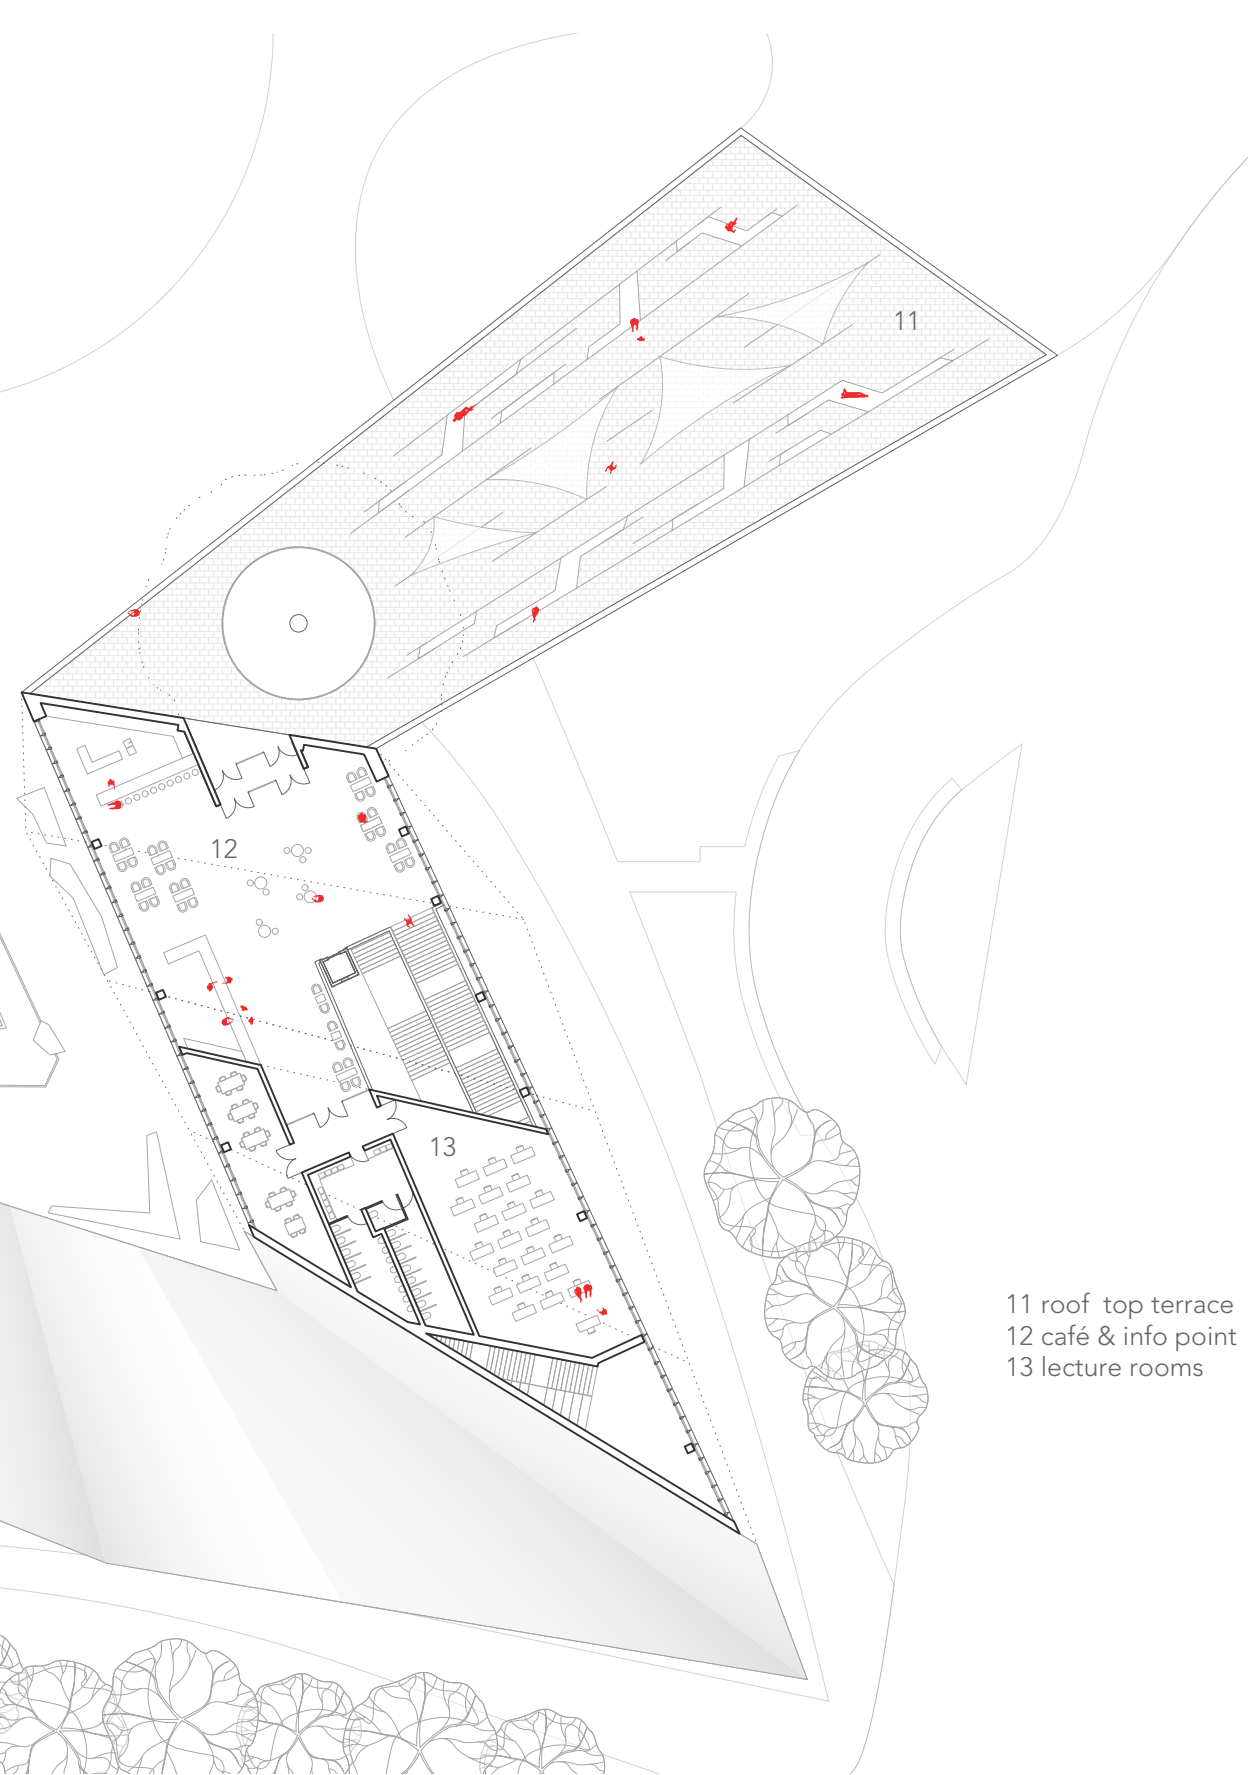 11
12
13
11 roof  top terrace
12 café & info point
13 lecture rooms